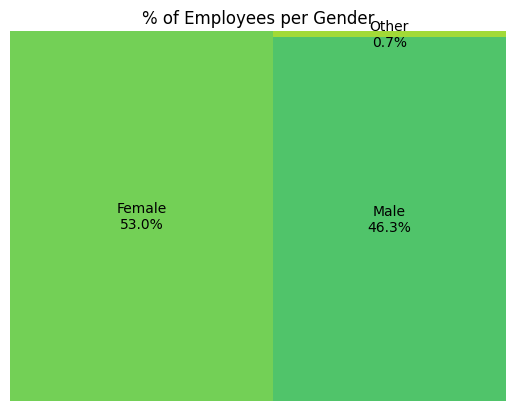 % of Employees per Gender
Other
0.7%
Female
53.0%
Male
46.3%